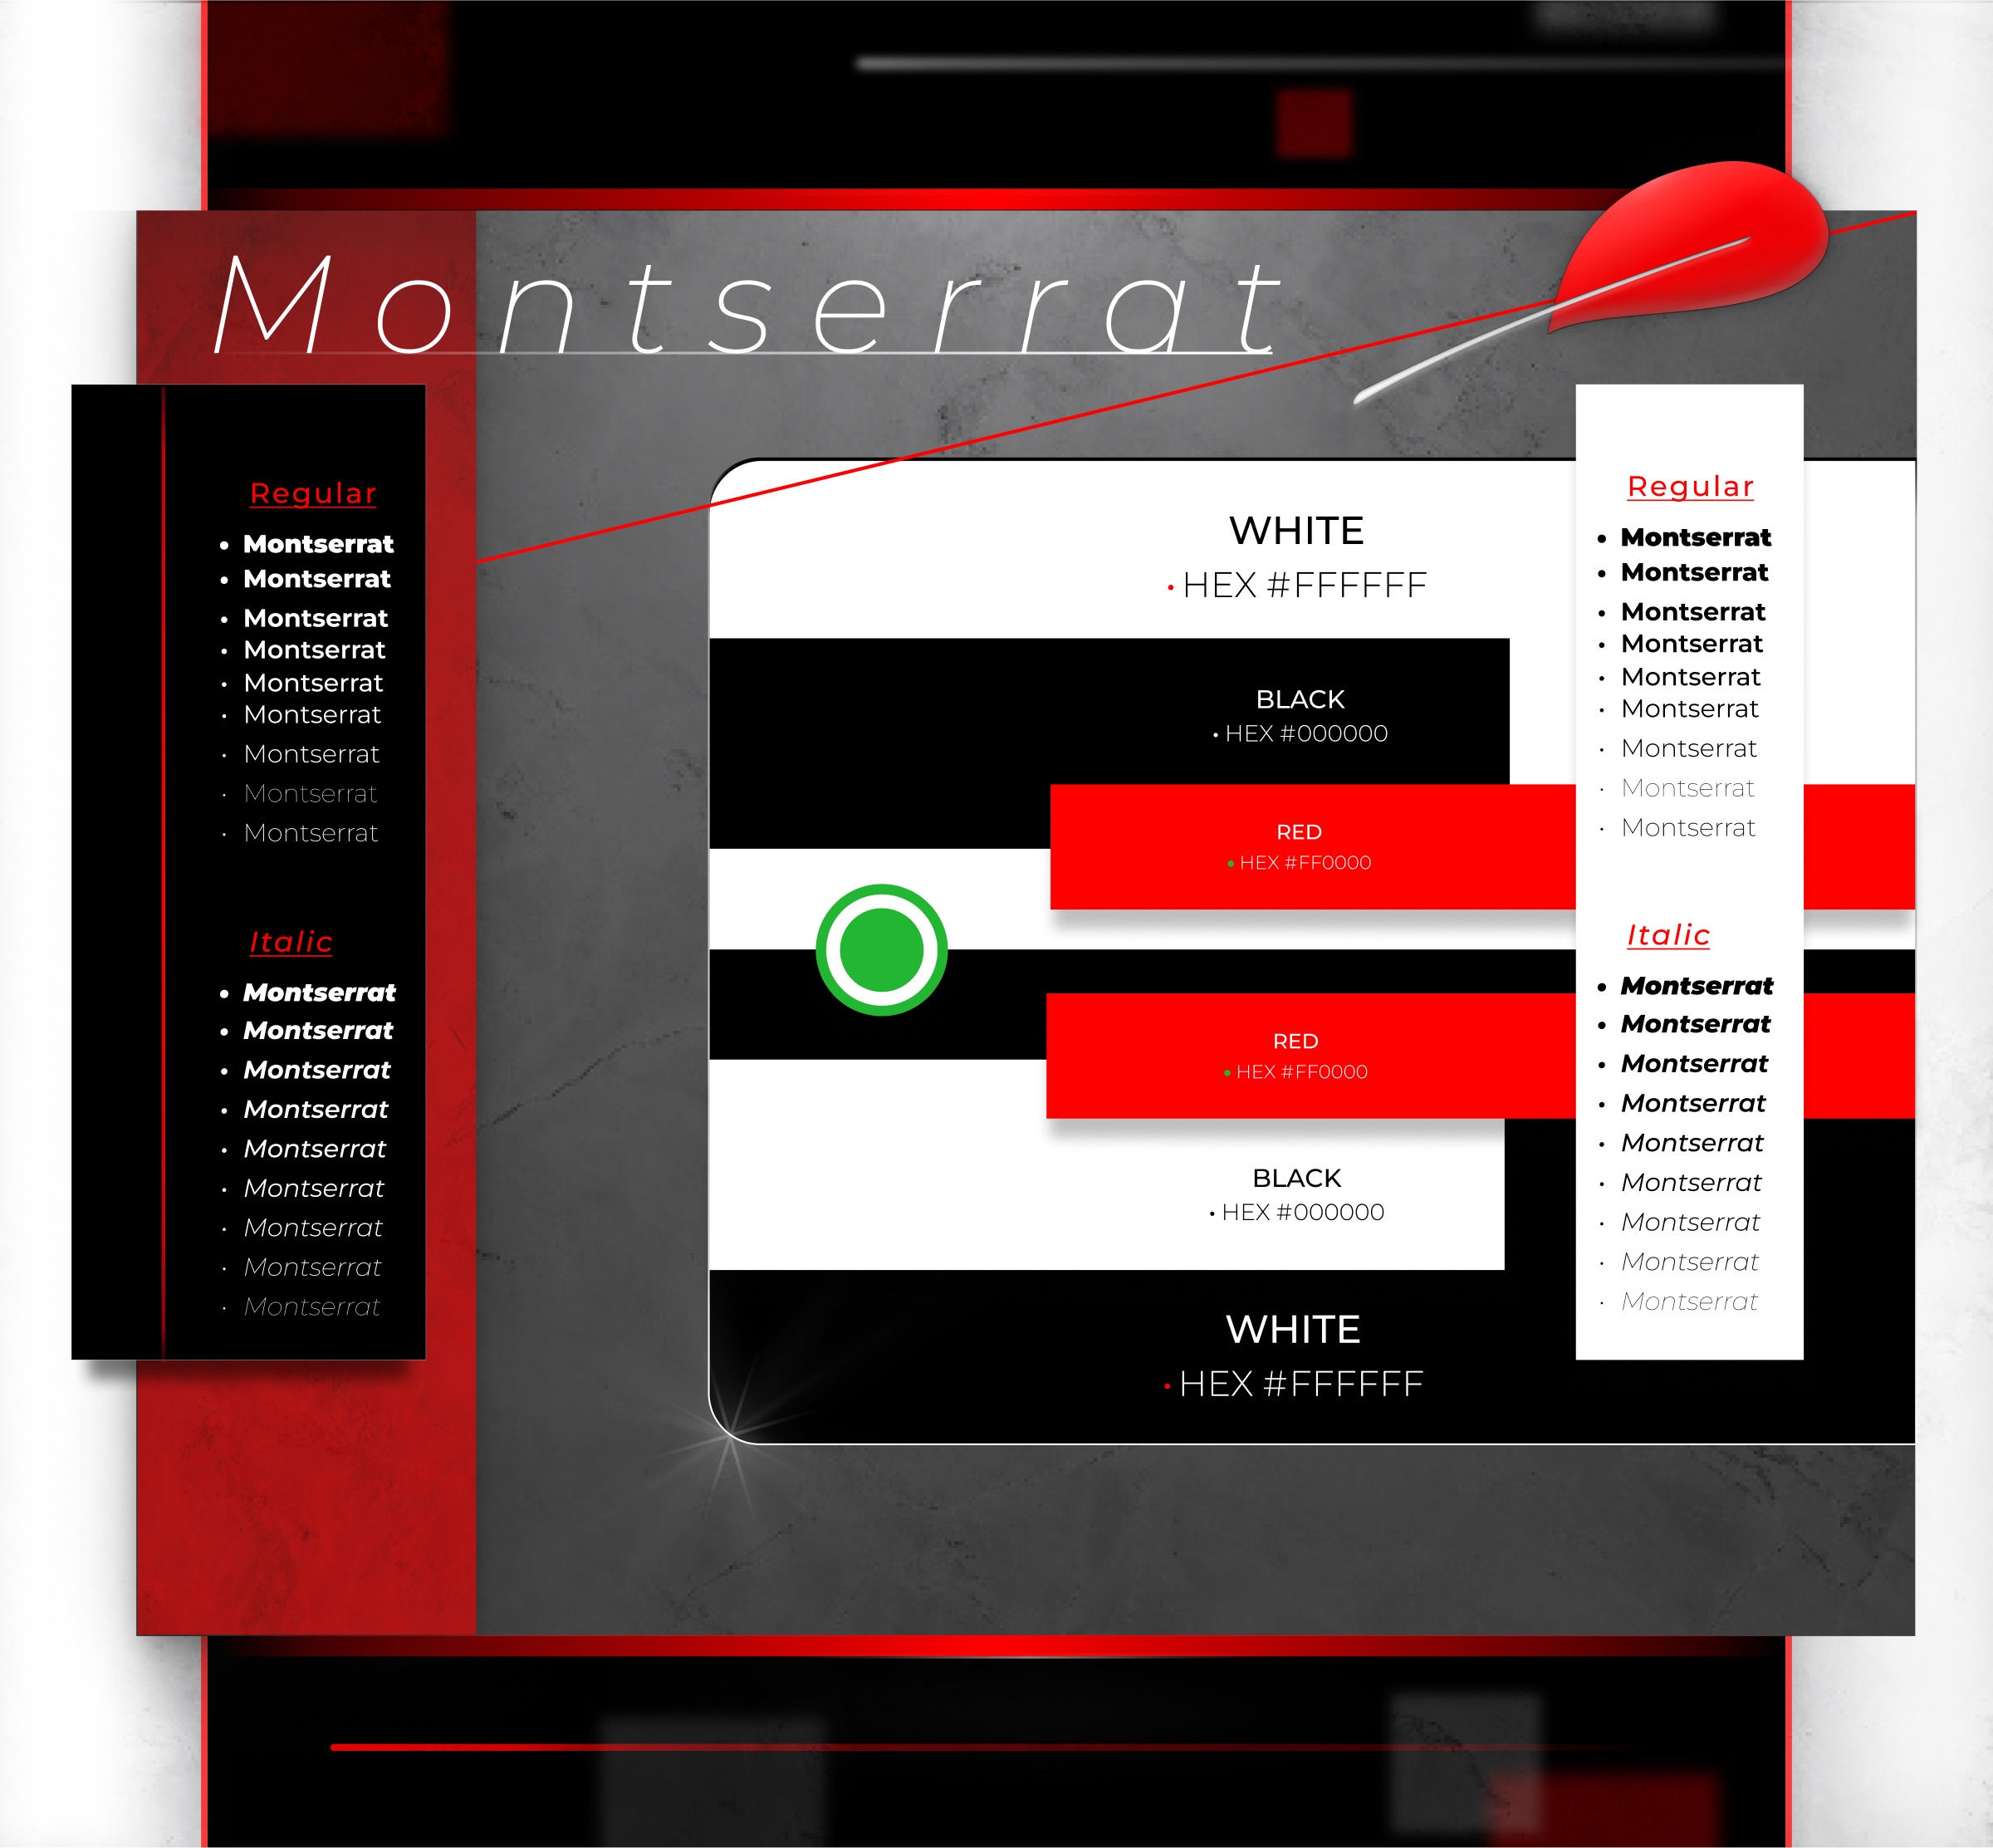 Montserrat
Regular
• Montserrat
• Montserrat
• Montserrat
• Montserrat
• Montserrat
• Montserrat
• Montserrat
• Montserrat
• Montserrat
Italic
• Montserrat
• Montserrat
• Montserrat
• Montserrat
• Montserrat
• Montserrat
• Montserrat
• Montserrat
• Montserrat
WHITE
• HEX #FFFFFF
BLACK
• HEX #000000
RED
• HEX #FF0000
RED
• HEX #FF0000
BLACK
• HEX #000000
WHITE
• HEX #FFFFFF
Regular
• Montserrat
• Montserrat
• Montserrat
• Montserrat
• Montserrat
• Montserrat
• Montserrat
• Montserrat
• Montserrat
Italic
• Montserrat
• Montserrat
• Montserrat
• Montserrat
• Montserrat
• Montserrat
• Montserrat
• Montserrat
• Montserrat